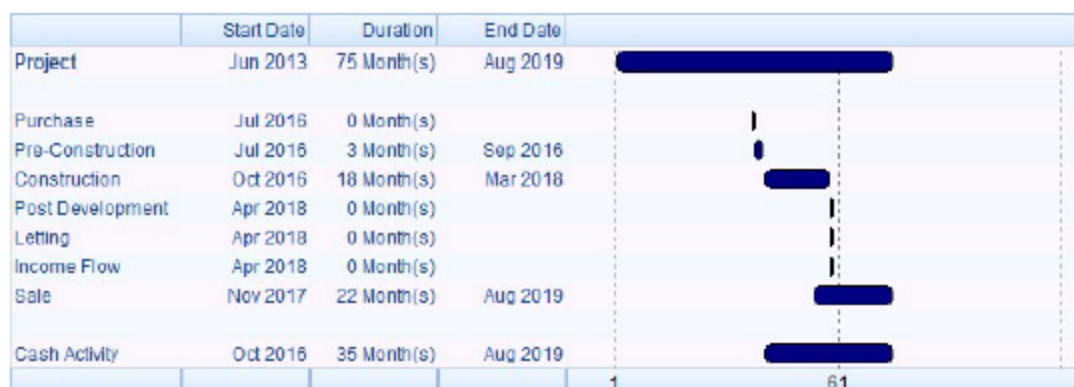 Start Date Duration End Date
Project Jun 2013 75 Month(s) Aug 2019
Purchase Jul 2016 0 Month(s)
Pre-Construction Jul 2016 3 Month(s) Sep 2016
Construction Oct 2016 18 Month(s) Mar 2018
Post Development Apr 2018 0 Month(s)
Letting Apr 2018 0 Month(s)
Income Flow Apr 2018 0 Month(s)
Sale Nov 2017 22 Month(s) Aug 2019
Cash Activity Oct 2016 35 Month(s) Aug 2019
1 61